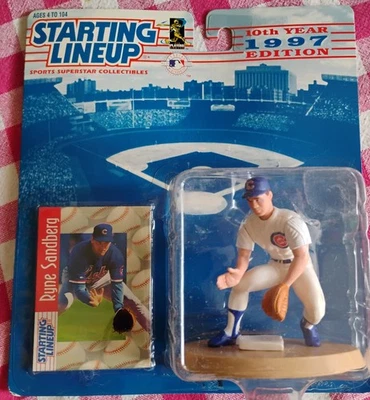 AGES 4 TO 104
STARTING
LINEUP
SPORTS SUPERSTAR COLLECTIBLES
10th YEAR
1997
EDITION
Ryne Sandberg
STARTING
LINEUP